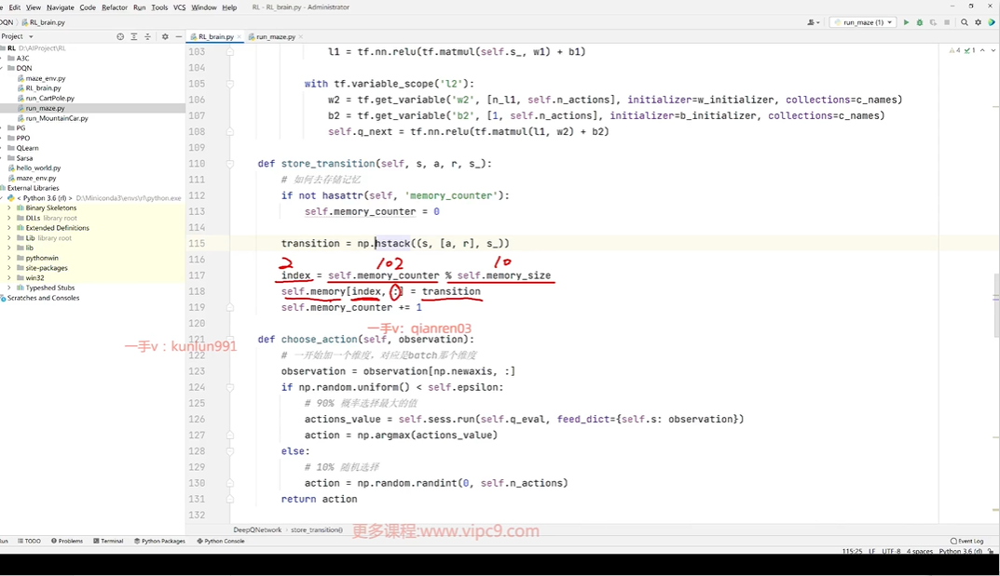 Edit View Navigate Code Refactor Run Tools VCS Window Help RL - RL_brain.py - Administrator
DQN RL_brain.py run_maze (1)
Project RL_brain.py run_maze.py
RL D:\AIProject\RL
A3C
DQN
maze_env.py
RL_brain.py
run_CartPole.py
run_maze.py
run_MountainCar.py
PG
PPO
QLearn
Sarsa
hello_world.py
maze_env.py
External Libraries
< Python 3.6 (rl) > D:\Miniconda3\envs\rl\python.exe
Binary Skeletons
DLLs library root
Extended Definitions
Lib library root
lib
pythonwin
site-packages
win32
Typeshed Stubs
Scratches and Consoles
4 1
103 l1 = tf.nn.relu(tf.matmul(self.s_, w1) + b1)
104
105 with tf.variable_scope('l2'):
106 w2 = tf.get_variable('w2', [n_l1, self.n_actions], initializer=w_initializer, collections=c_names)
107 b2 = tf.get_variable('b2', [1, self.n_actions], initializer=b_initializer, collections=c_names)
108 self.q_next = tf.nn.relu(tf.matmul(l1, w2) + b2)
109
110 def store_transition(self, s, a, r, s_):
111 # 如何去存储记忆
112 if not hasattr(self, 'memory_counter'):
113 self.memory_counter = 0
114
115 transition = np.hstack((s, [a, r], s_))
116
2 102 10
117 index = self.memory_counter % self.memory_size
118 self.memory[index, :] = transition
119 self.memory_counter += 1
120
一手v：qianren03
121 def choose_action(self, observation):
一手v：kunlun991
122 # 一开始加一个维度，对应是batch那个维度
123 observation = observation[np.newaxis, :]
124 if np.random.uniform() < self.epsilon:
125 # 90% 概率选择最大的值
126 actions_value = self.sess.run(self.q_eval, feed_dict={self.s: observation})
127 action = np.argmax(actions_value)
128 else:
129 # 10% 随机选择
130 action = np.random.randint(0, self.n_actions)
131 return action
132
DeepQNetwork › store_transition()
更多课程:www.vipc9.com
TODO Problems Terminal Python Packages Python Console Event Log
115:25 LF UTF-8 4 spaces Python 3.6 (rl)